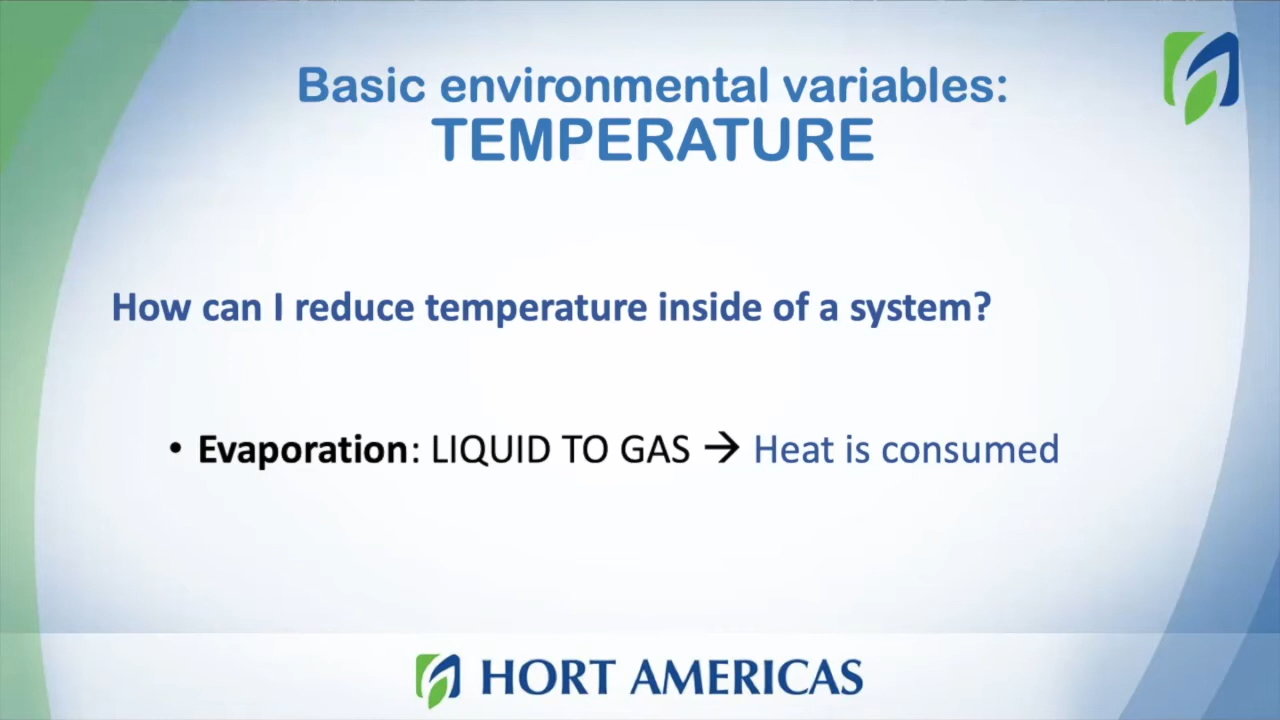 Basic environmental variables:
TEMPERATURE
How can I reduce temperature inside of a system?
• Evaporation: LIQUID TO GAS → Heat is consumed
HORT AMERICAS